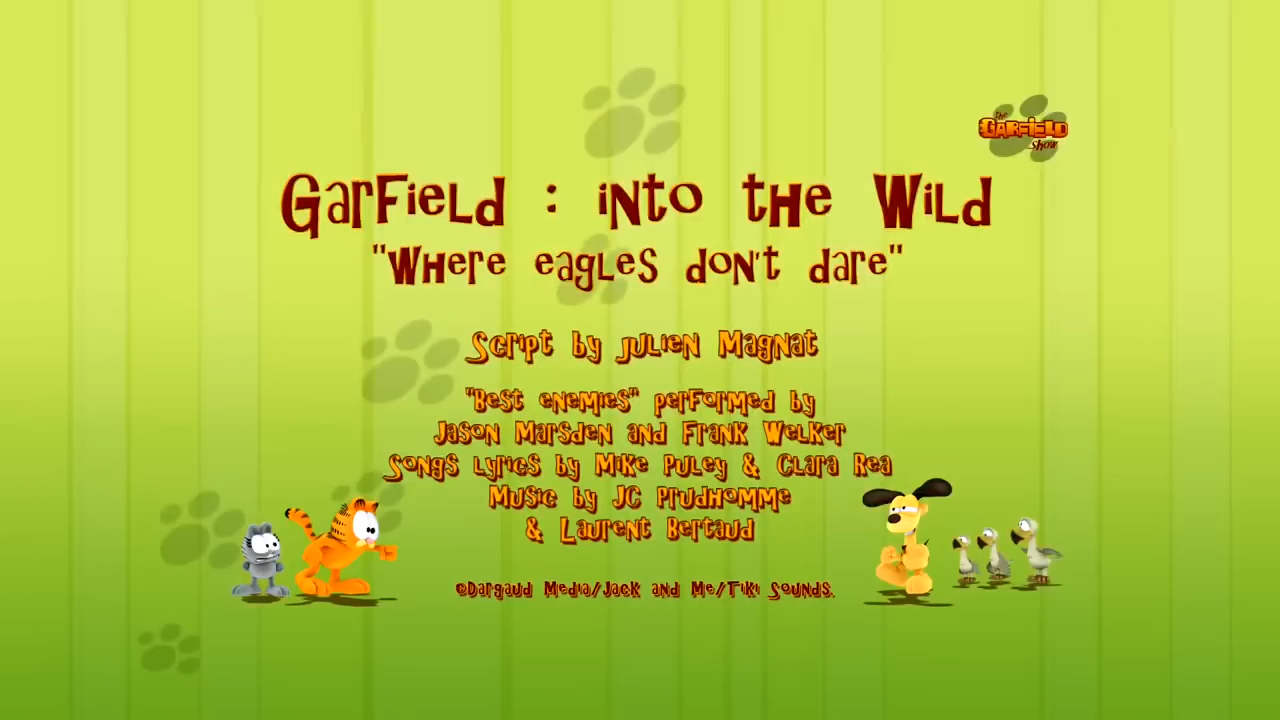 the
GARFIELD
show
GarField : into the Wild
"Where eagles don't dare"
Script by Julien Magnat
"Best enemies" performed by
Jason Marsden and Frank Welker
Songs lyrics by Mike Puley & Clara Rea
Music by JC Prudhomme
& Laurent Bertaud
©Dargaud Media/Jack and Me/Tiki Sounds.